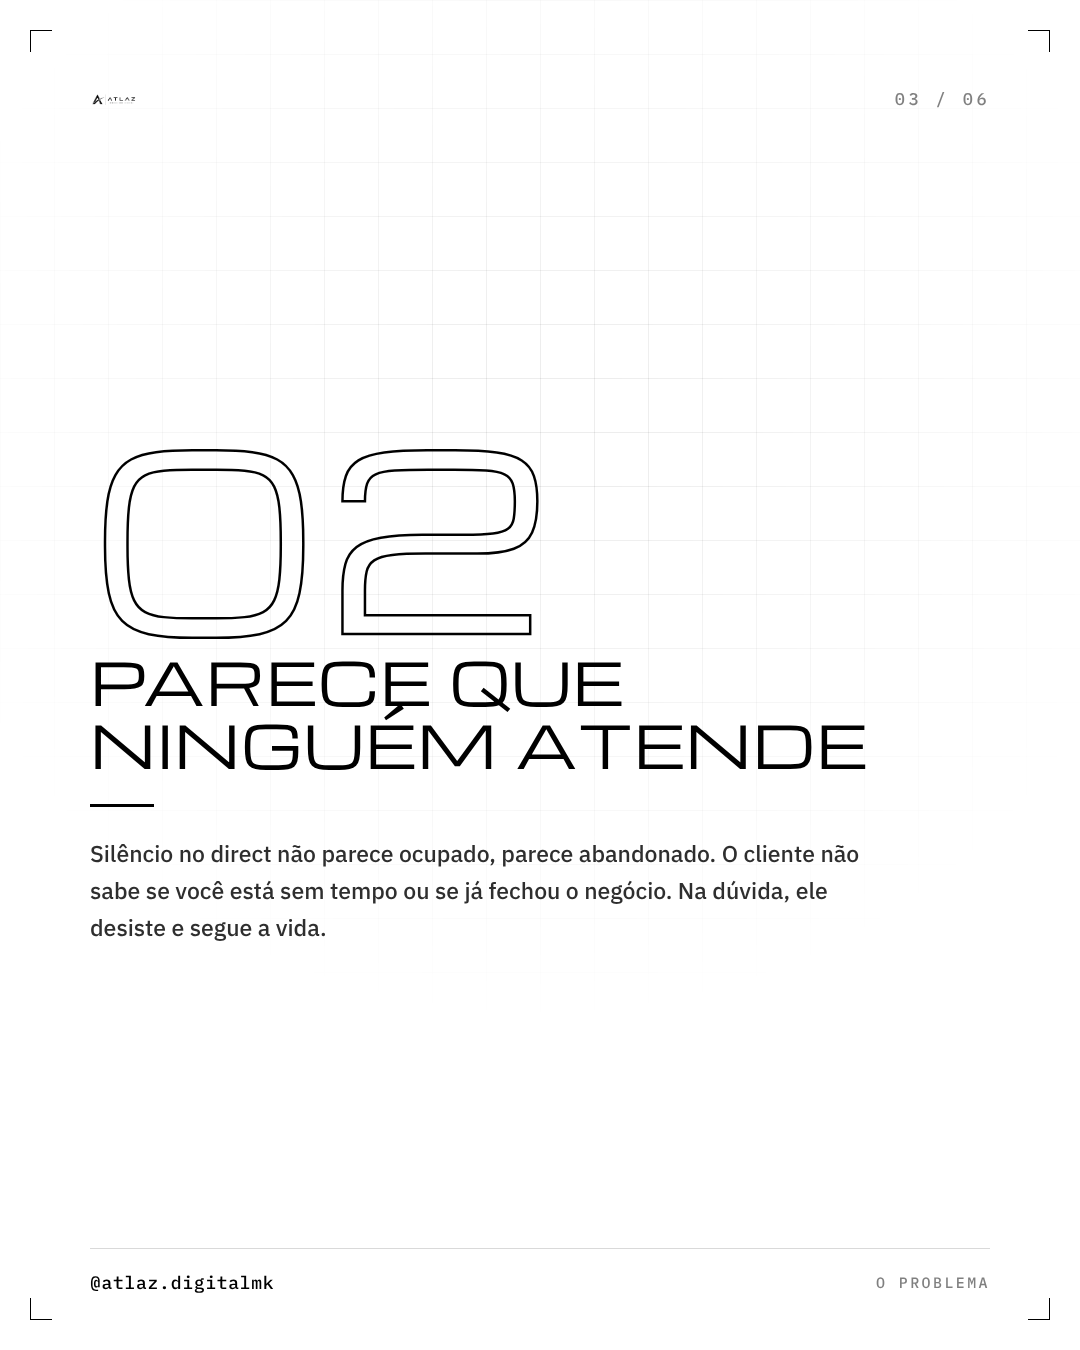 ATLAZ
03 / 06
02
PARECE QUE
NINGUÉM ATENDE
Silêncio no direct não parece ocupado, parece abandonado. O cliente não
sabe se você está sem tempo ou se já fechou o negócio. Na dúvida, ele
desiste e segue a vida.
@atlaz.digitalmk
O PROBLEMA